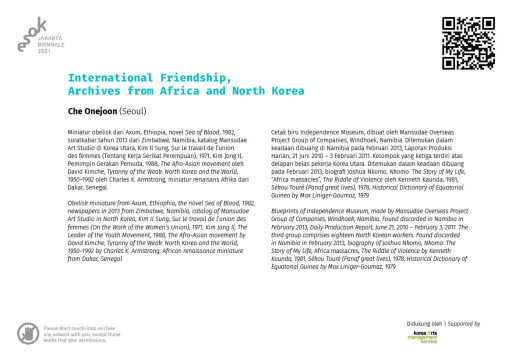 esok
JAKARTA
BIENNALE
2021
International Friendship,
Archives from Africa and North Korea
Che Onejoon (Seoul)
Miniatur obelisk dari Axum, Ethiopia, novel Sea of Blood, 1982,
suratkabar tahun 2013 dari Zimbabwe, Namibia, katalog Mansudae
Art Studio di Korea Utara, Kim Il Sung, Sur le travail de l'union
des femmes (Tentang Kerja Serikat Perempuan), 1971, Kim Jong Il,
Pemimpin Gerakan Pemuda, 1988, The Afro-Asian movement oleh
David Kimche, Tyranny of the Weak: North Korea and the World,
1950–1992 oleh Charles K. Armstrong, miniatur renaisans Afrika dari
Dakar, Senegal
Obelisk miniature from Axum, Ethiopia, the novel Sea of Blood, 1982,
newspapers in 2013 from Zimbabwe, Namibia, catalog of Mansudae
Art Studio in North Korea, Kim Il Sung, Sur le travail de l'union des
femmes (On the Work of the Women's Union), 1971, Kim Jong Il, The
Leader of the Youth Movement, 1988, The Afro-Asian movement by
David Kimche, Tyranny of the Weak: North Korea and the World,
1950–1992 by Charles K. Armstrong, African renaissance miniature
from Dakar, Senegal
Cetak biru Independence Museum, dibuat oleh Mansudae Overseas
Project Group of Companies, Windhoek, Namibia. Ditemukan dalam
keadaan dibuang di Namibia pada Februari 2013, Laporan Produksi
Harian, 21 Juni 2010 – 3 Februari 2011. Kelompok yang ketiga terdiri atas
delapan belas pekerja Korea Utara. Ditemukan dalam keadaan dibuang
pada Februari 2013, biografi Joshua Nkomo, Nkomo: The Story of My Life,
"Africa massacres", The Riddle of Violence oleh Kenneth Kaunda, 1981,
Sékou Touré (Panaf great lives), 1978, Historical Dictionary of Equatorial
Guinea by Max Liniger-Goumaz, 1979
Blueprints of Independence Museum, made by Mansudae Overseas Project
Group of Companies, Windhoek, Namibia. Found discarded in Namibia in
February 2013, Daily Production Report, June 21, 2010 – February 3, 2011. The
third group comprises eighteen North Korean workers. Found discarded
in Namibia in February 2013, biography of Joshua Nkomo, Nkomo: The
Story of My Life, Africa massacres, The Riddle of Violence by Kenneth
Kaunda, 1981, Sékou Touré (Panaf great lives), 1978, Historical Dictionary of
Equatorial Guinea by Max Liniger-Goumaz, 1979
Please don't touch/step on/take
any artwork with you, except those
works that give permissions.
Didukung oleh | Supported by
korea Arts
management
service